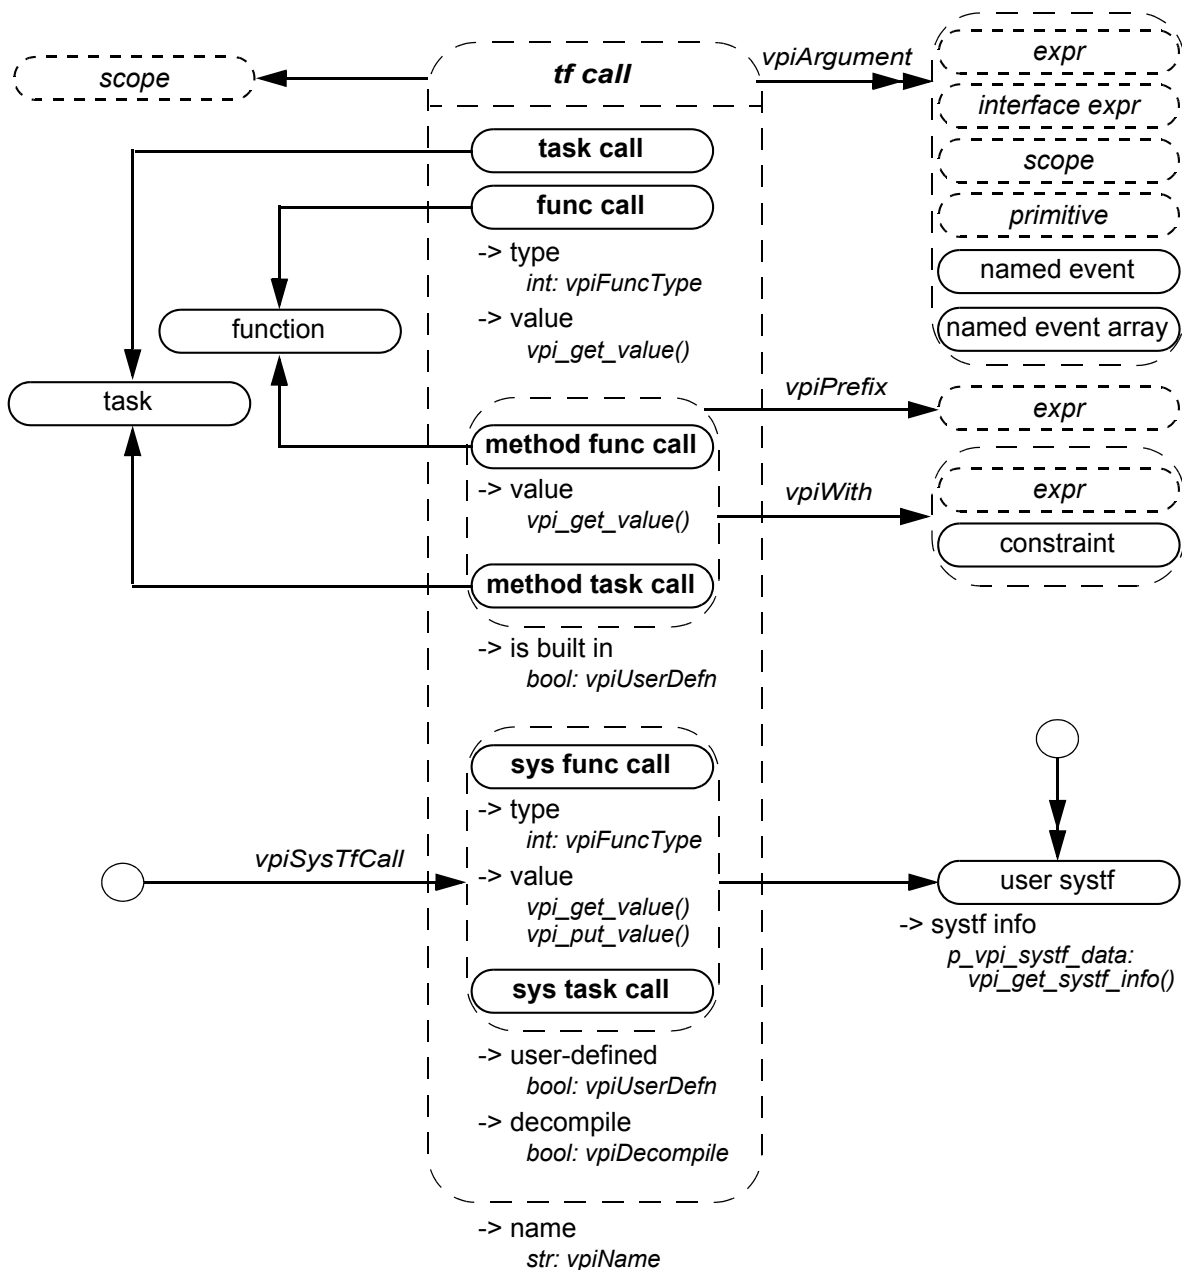 scope
tf call
vpiArgument
expr
interface expr
scope
primitive
named event
named event array
task call
func call
-> type
int: vpiFuncType
-> value
vpi_get_value()
function
task
method func call
-> value
vpi_get_value()
method task call
-> is built in
bool: vpiUserDefn
vpiPrefix
expr
vpiWith
expr
constraint
sys func call
-> type
int: vpiFuncType
-> value
vpi_get_value()
vpi_put_value()
sys task call
-> user-defined
bool: vpiUserDefn
-> decompile
bool: vpiDecompile
vpiSysTfCall
user systf
-> systf info
p_vpi_systf_data:
vpi_get_systf_info()
-> name
str: vpiName